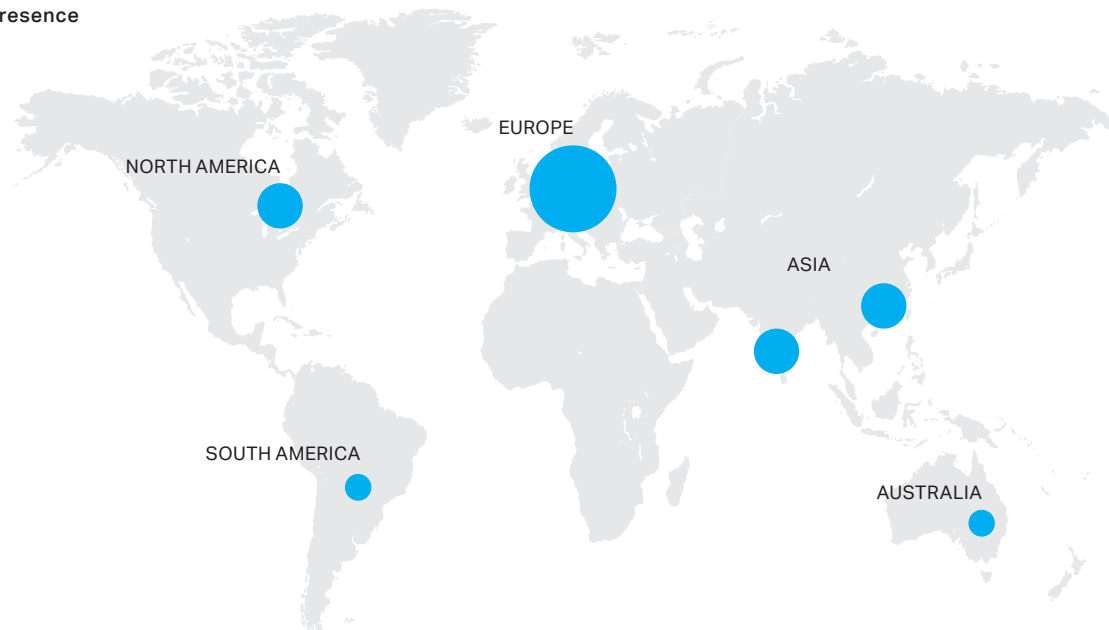 resence
EUROPE
NORTH AMERICA
ASIA
SOUTH AMERICA
AUSTRALIA